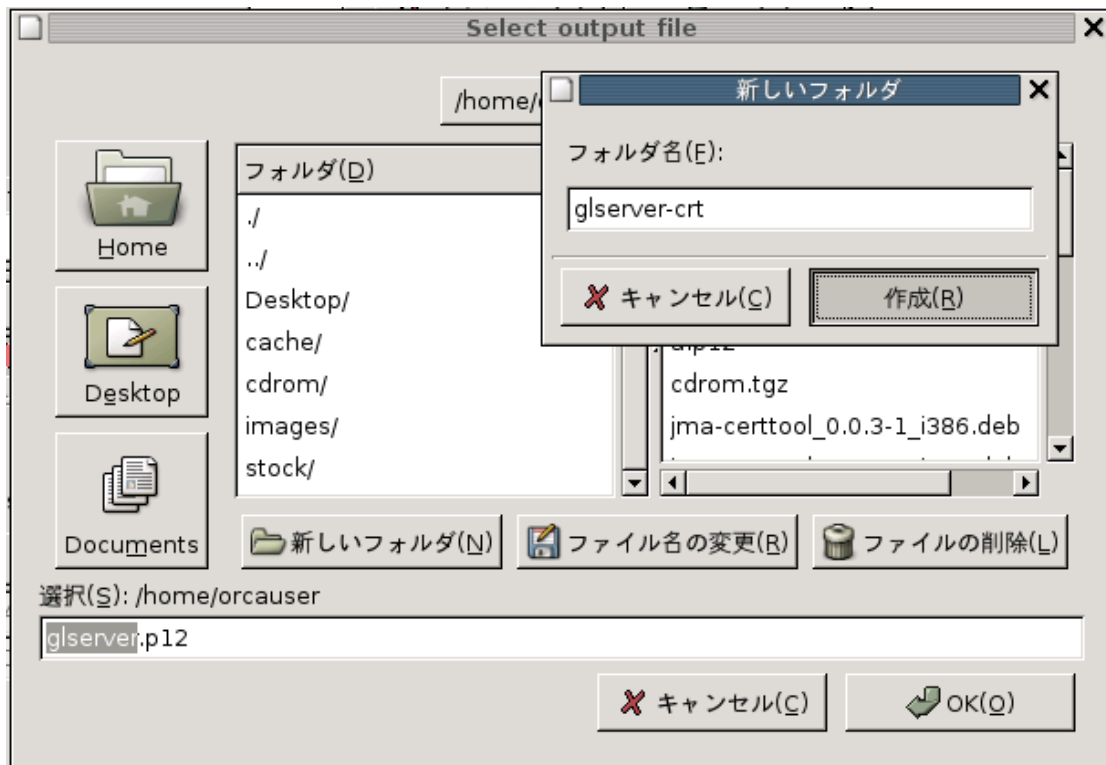 Select output file
/home/
新しいフォルダ
フォルダ名(F):
glserver-crt
キャンセル(C)
作成(R)
Home
Desktop
Documents
フォルダ(D)
./
../
Desktop/
cache/
cdrom/
images/
stock/
cdrom.tgz
jma-certtool_0.0.3-1_i386.deb
新しいフォルダ(N)
ファイル名の変更(R)
ファイルの削除(L)
選択(S): /home/orcauser
glserver.p12
キャンセル(C)
OK(O)